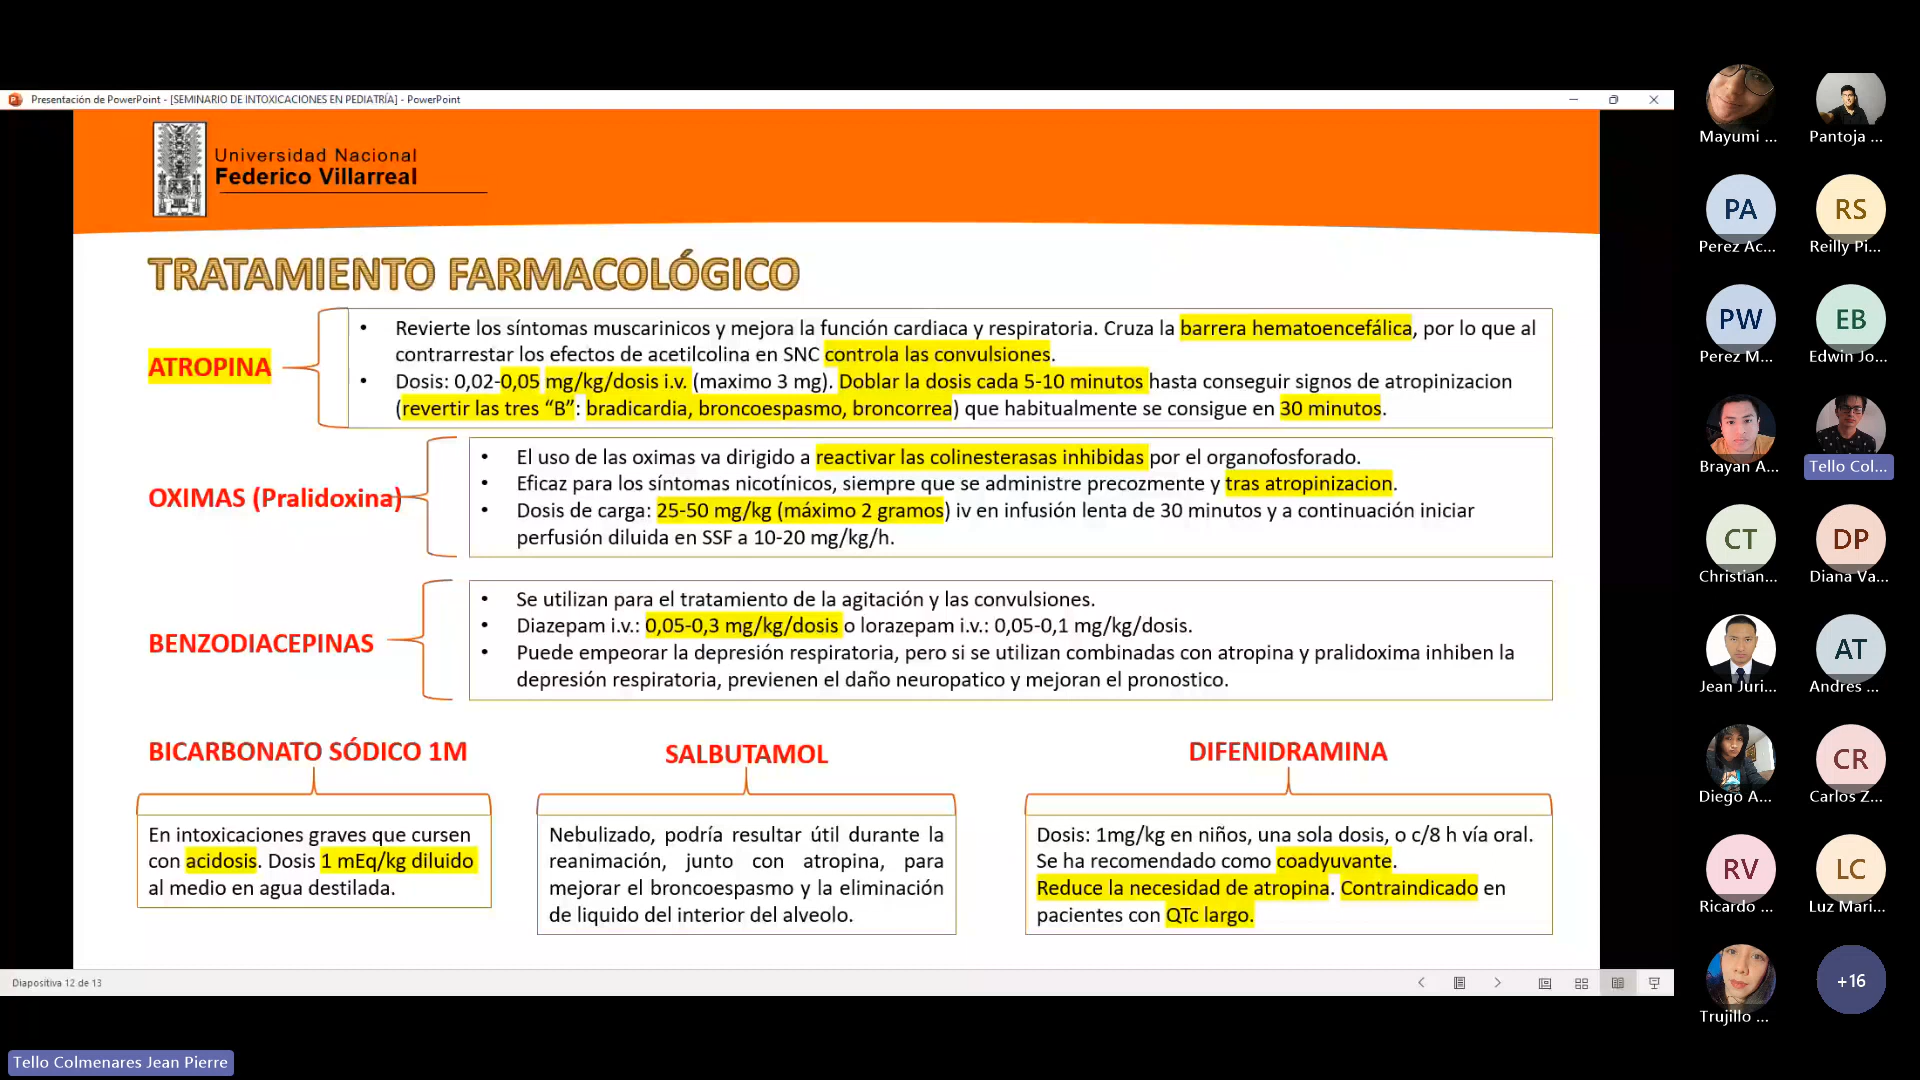 Presentación de PowerPoint - [SEMINARIO DE INTOXICACIONES EN PEDIATRÍA] - PowerPoint
Universidad Nacional
Federico Villarreal
TRATAMIENTO FARMACOLÓGICO
ATROPINA
• Revierte los síntomas muscarinicos y mejora la función cardiaca y respiratoria. Cruza la barrera hematoencefálica, por lo que al
contrarrestar los efectos de acetilcolina en SNC controla las convulsiones.
• Dosis: 0,02-0,05 mg/kg/dosis i.v. (maximo 3 mg). Doblar la dosis cada 5-10 minutos hasta conseguir signos de atropinizacion
(revertir las tres “B”: bradicardia, broncoespasmo, broncorrea) que habitualmente se consigue en 30 minutos.
OXIMAS (Pralidoxina)
• El uso de las oximas va dirigido a reactivar las colinesterasas inhibidas por el organofosforado.
• Eficaz para los síntomas nicotínicos, siempre que se administre precozmente y tras atropinizacion.
• Dosis de carga: 25-50 mg/kg (máximo 2 gramos) iv en infusión lenta de 30 minutos y a continuación iniciar
perfusión diluida en SSF a 10-20 mg/kg/h.
BENZODIACEPINAS
• Se utilizan para el tratamiento de la agitación y las convulsiones.
• Diazepam i.v.: 0,05-0,3 mg/kg/dosis o lorazepam i.v.: 0,05-0,1 mg/kg/dosis.
• Puede empeorar la depresión respiratoria, pero si se utilizan combinadas con atropina y pralidoxima inhiben la
depresión respiratoria, previenen el daño neuropatico y mejoran el pronostico.
BICARBONATO SÓDICO 1M
En intoxicaciones graves que cursen
con acidosis. Dosis 1 mEq/kg diluido
al medio en agua destilada.
SALBUTAMOL
Nebulizado, podría resultar útil durante la
reanimación, junto con atropina, para
mejorar el broncoespasmo y la eliminación
de liquido del interior del alveolo.
DIFENIDRAMINA
Dosis: 1mg/kg en niños, una sola dosis, o c/8 h vía oral.
Se ha recomendado como coadyuvante.
Reduce la necesidad de atropina. Contraindicado en
pacientes con QTc largo.
Diapositiva 12 de 13
Tello Colmenares Jean Pierre
Mayumi ...
Pantoja ...
PA
Perez Ac...
RS
Reilly Pi...
PW
Perez M...
EB
Edwin Jo...
Brayan A...
Tello Col...
CT
Christian...
DP
Diana Va...
Jean Juri...
AT
Andres ...
Diego A...
CR
Carlos Z...
RV
Ricardo ...
LC
Luz Mari...
Trujillo ...
+16